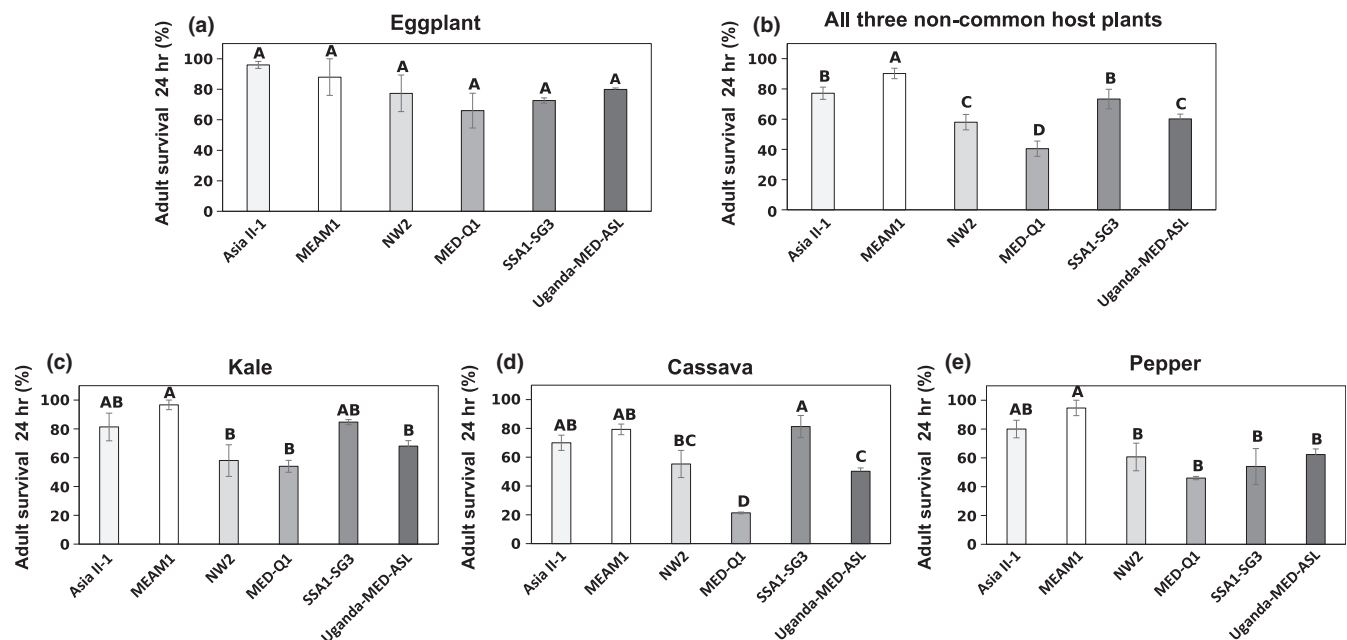 (a) Eggplant
Adult survival 24 hr (%)
100
80
60
40
20
0
A A A A A A
Asia II-1
MEAM1
NW2
MED-Q1
SSA1-SG3
Uganda-MED-ASL
(b) All three non-common host plants
Adult survival 24 hr (%)
100
80
60
40
20
0
B A C D B C
Asia II-1
MEAM1
NW2
MED-Q1
SSA1-SG3
Uganda-MED-ASL
(c) Kale
Adult survival 24 hr (%)
100
80
60
40
20
0
AB A B B AB B
Asia II-1
MEAM1
NW2
MED-Q1
SSA1-SG3
Uganda-MED-ASL
(d) Cassava
Adult survival 24 hr (%)
100
80
60
40
20
0
AB AB BC D A C
Asia II-1
MEAM1
NW2
MED-Q1
SSA1-SG3
Uganda-MED-ASL
(e) Pepper
Adult survival 24 hr (%)
100
80
60
40
20
0
AB A B B B B
Asia II-1
MEAM1
NW2
MED-Q1
SSA1-SG3
Uganda-MED-ASL